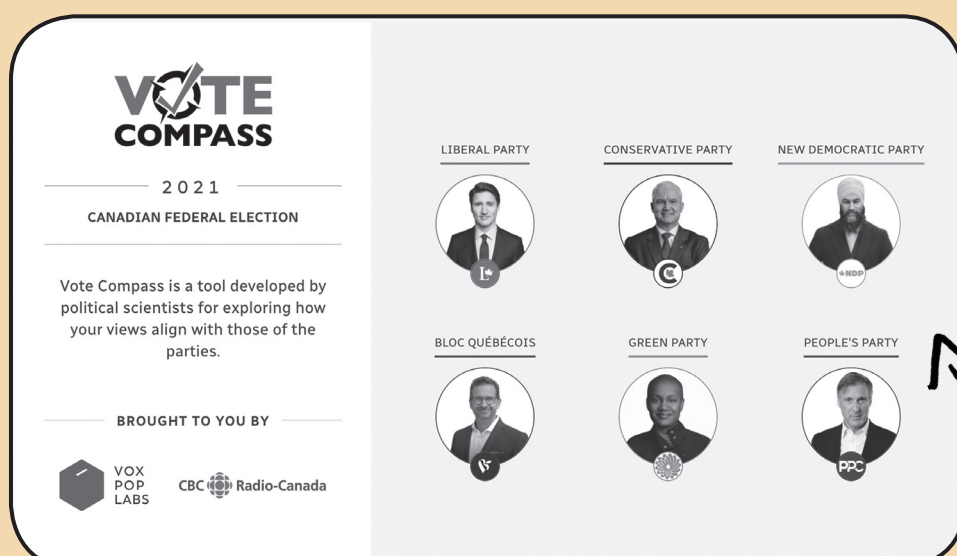 VOTE
COMPASS
2021
CANADIAN FEDERAL ELECTION
Vote Compass is a tool developed by
political scientists for exploring how
your views align with those of the
parties.
BROUGHT TO YOU BY
VOX
POP
LABS
CBC Radio-Canada
LIBERAL PARTY
CONSERVATIVE PARTY
NEW DEMOCRATIC PARTY
L
C
NDP
BLOC QUÉBÉCOIS
GREEN PARTY
PEOPLE'S PARTY
PPC